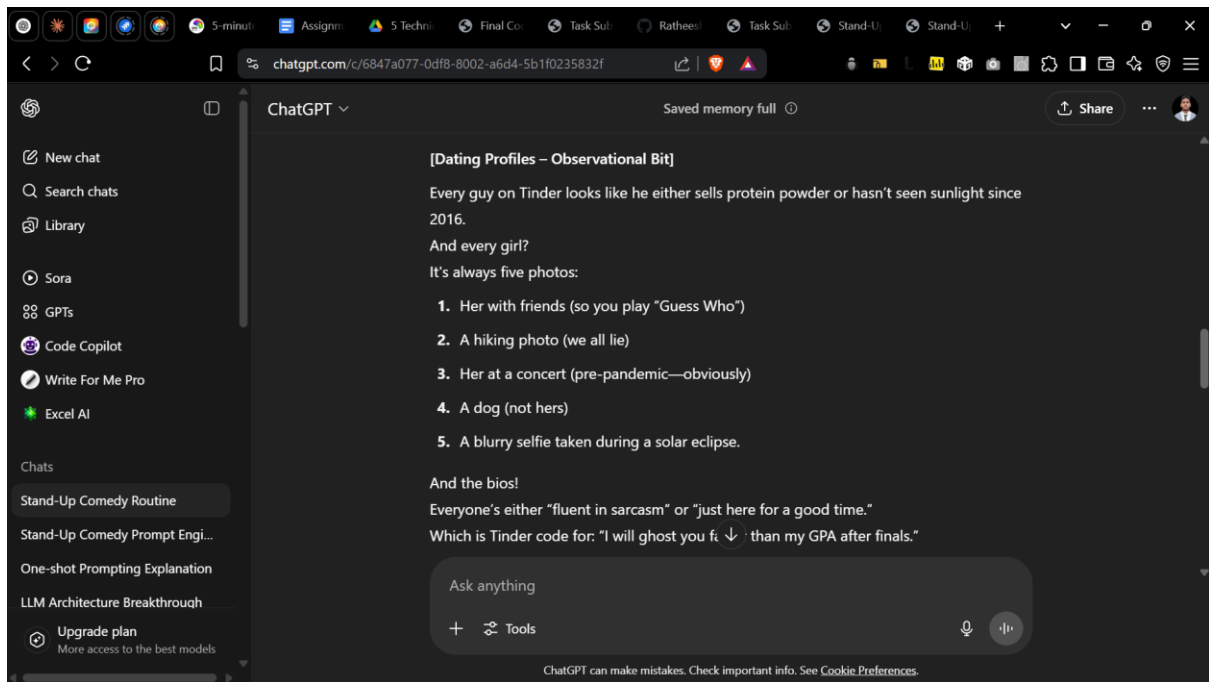 5-minut
Assignm
5 Techni
Final Co
Task Sub
Rathees
Task Sub
Stand-U
Stand-U
chatgpt.com/c/6847a077-0df8-8002-a6d4-5b1f0235832f
ChatGPT
Saved memory full
Share
New chat
Search chats
Library
Sora
GPTs
Code Copilot
Write For Me Pro
Excel AI
Chats
Stand-Up Comedy Routine
Stand-Up Comedy Prompt Engi...
One-shot Prompting Explanation
LLM Architecture Breakthrough
Upgrade plan
More access to the best models
[Dating Profiles – Observational Bit]
Every guy on Tinder looks like he either sells protein powder or hasn't seen sunlight since
2016.
And every girl?
It's always five photos:
1. Her with friends (so you play "Guess Who")
2. A hiking photo (we all lie)
3. Her at a concert (pre-pandemic—obviously)
4. A dog (not hers)
5. A blurry selfie taken during a solar eclipse.
And the bios!
Everyone's either "fluent in sarcasm" or "just here for a good time."
Which is Tinder code for: "I will ghost you than my GPA after finals."
Ask anything
Tools
ChatGPT can make mistakes. Check important info. See Cookie Preferences.